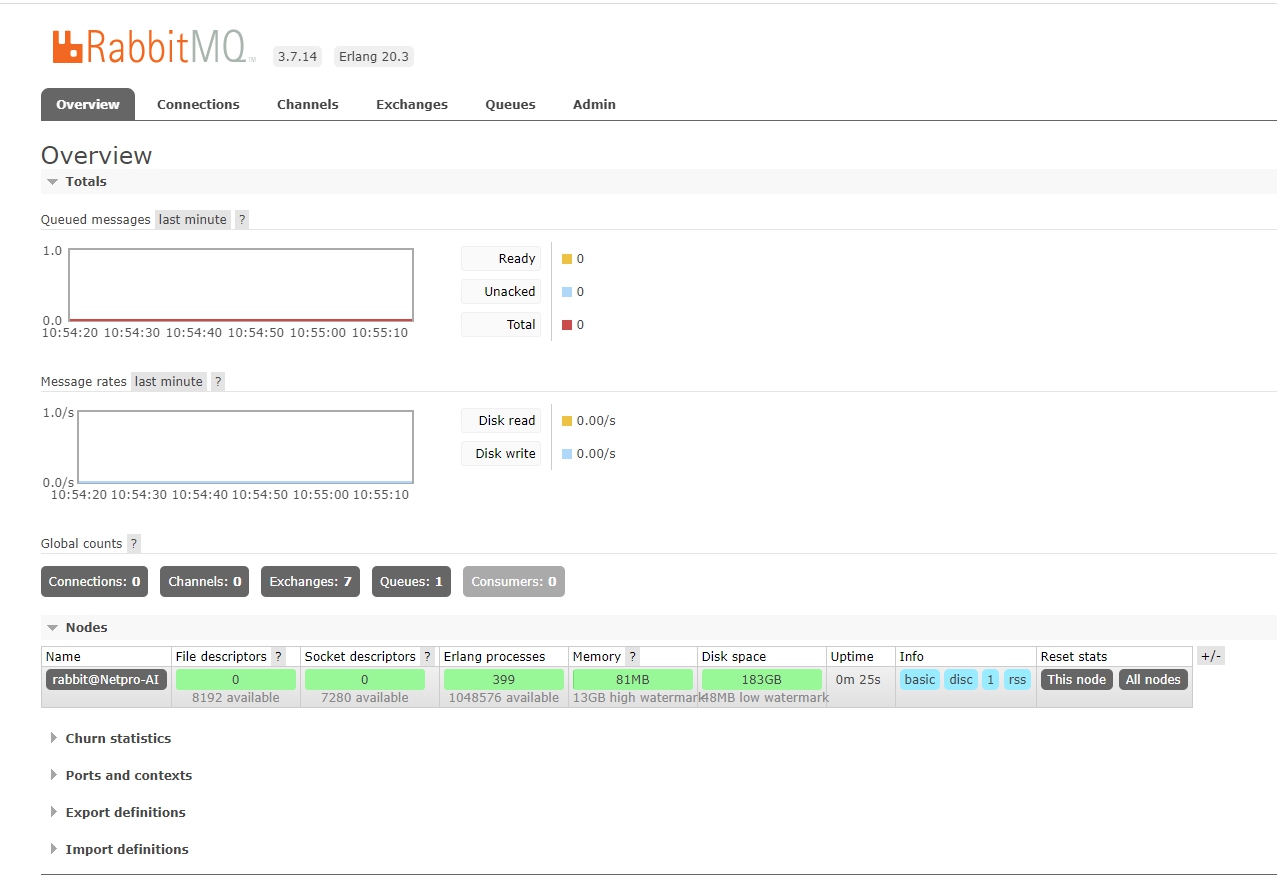 RabbitMQ TM 3.7.14 Erlang 20.3
Overview Connections Channels Exchanges Queues Admin
Overview
Totals
Queued messages last minute ?
1.0
0.0
10:54:20 10:54:30 10:54:40 10:54:50 10:55:00 10:55:10
Ready 0
Unacked 0
Total 0
Message rates last minute ?
1.0/s
0.0/s
10:54:20 10:54:30 10:54:40 10:54:50 10:55:00 10:55:10
Disk read 0.00/s
Disk write 0.00/s
Global counts ?
Connections: 0 Channels: 0 Exchanges: 7 Queues: 1 Consumers: 0
Nodes
Name File descriptors ? Socket descriptors ? Erlang processes Memory ? Disk space Uptime Info Reset stats +/-
rabbit@Netpro-AI 0 0 399 81MB 183GB 0m 25s basic disc 1 rss This node All nodes
8192 available 7280 available 1048576 available 13GB high watermark 48MB low watermark
Churn statistics
Ports and contexts
Export definitions
Import definitions